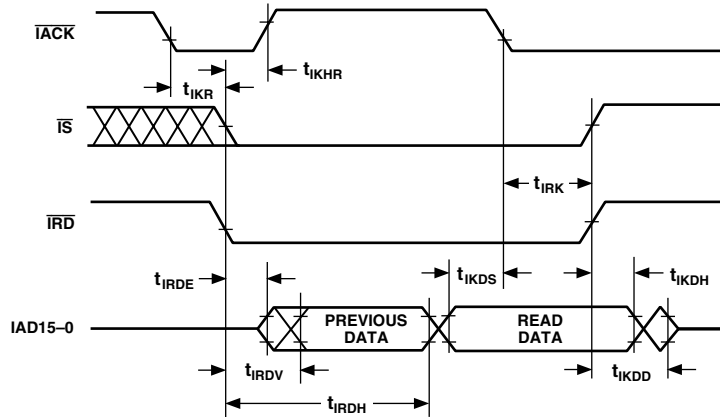 IACK
tIKHR
tIKR
IS
tIRK
IRD
tIRDE
tIKDS
tIKDH
IAD15–0
PREVIOUS
DATA
READ
DATA
tIRDV
tIKDD
tIRDH